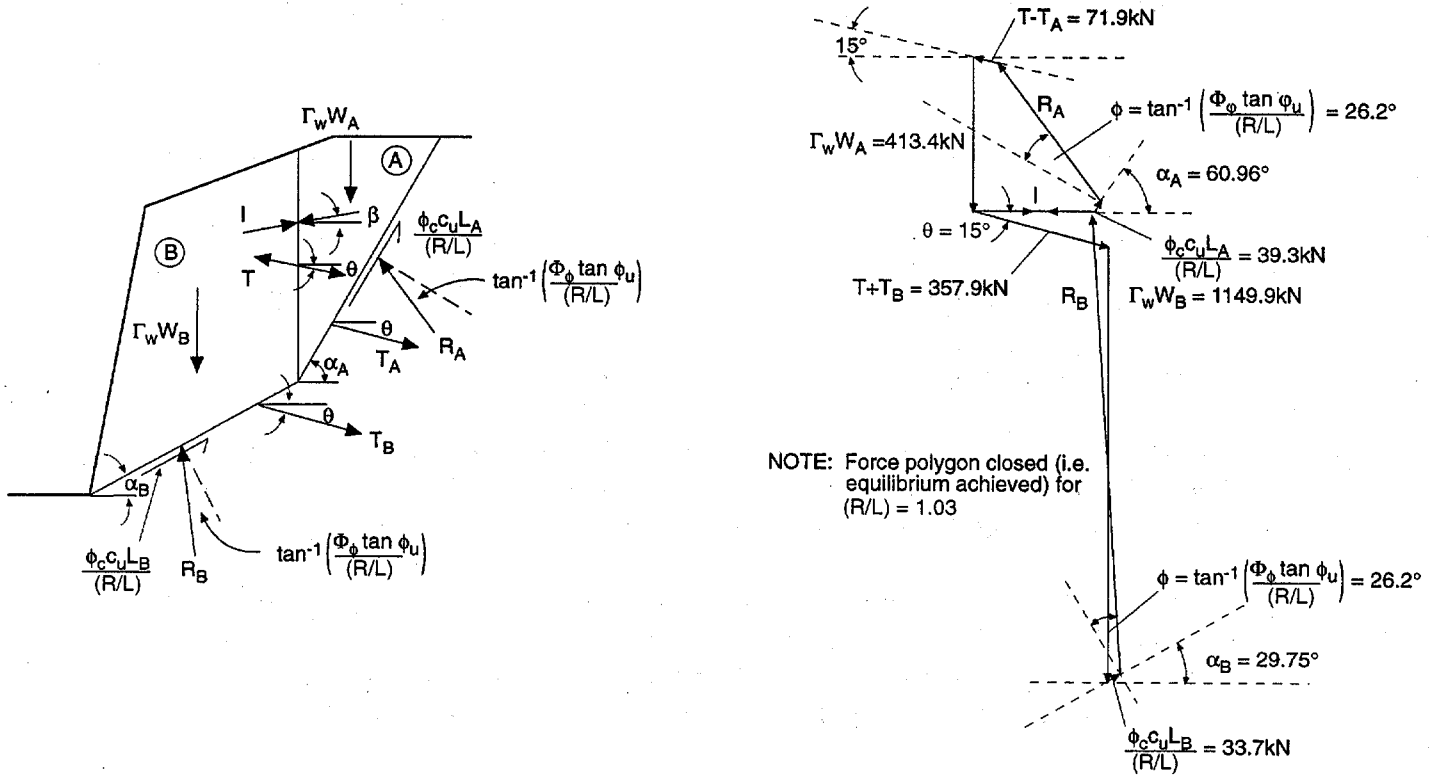 Γ_wW_A
A
I
β
B
T
θ
ϕ_cc_uL_A
(R/L)
tan⁻¹(Φ_ϕ tan ϕ_u
(R/L))
Γ_wW_B
θ
T_A
R_A
α_A
θ
T_B
α_B
ϕ_cc_uL_B
(R/L)
R_B
tan⁻¹(Φ_ϕ tan ϕ_u
(R/L))
T-T_A = 71.9kN
15°
R_A
ϕ = tan⁻¹(Φ_φ tan φ_u
(R/L)) = 26.2°
Γ_wW_A =413.4kN
α_A = 60.96°
I
θ = 15°
ϕ_cc_uL_A
(R/L) = 39.3kN
T+T_B = 357.9kN
R_B
Γ_wW_B = 1149.9kN
NOTE: Force polygon closed (i.e.
equilibrium achieved) for
(R/L) = 1.03
ϕ = tan⁻¹(Φ_ϕ tan ϕ_u
(R/L)) = 26.2°
α_B = 29.75°
ϕ_cc_uL_B
(R/L) = 33.7kN